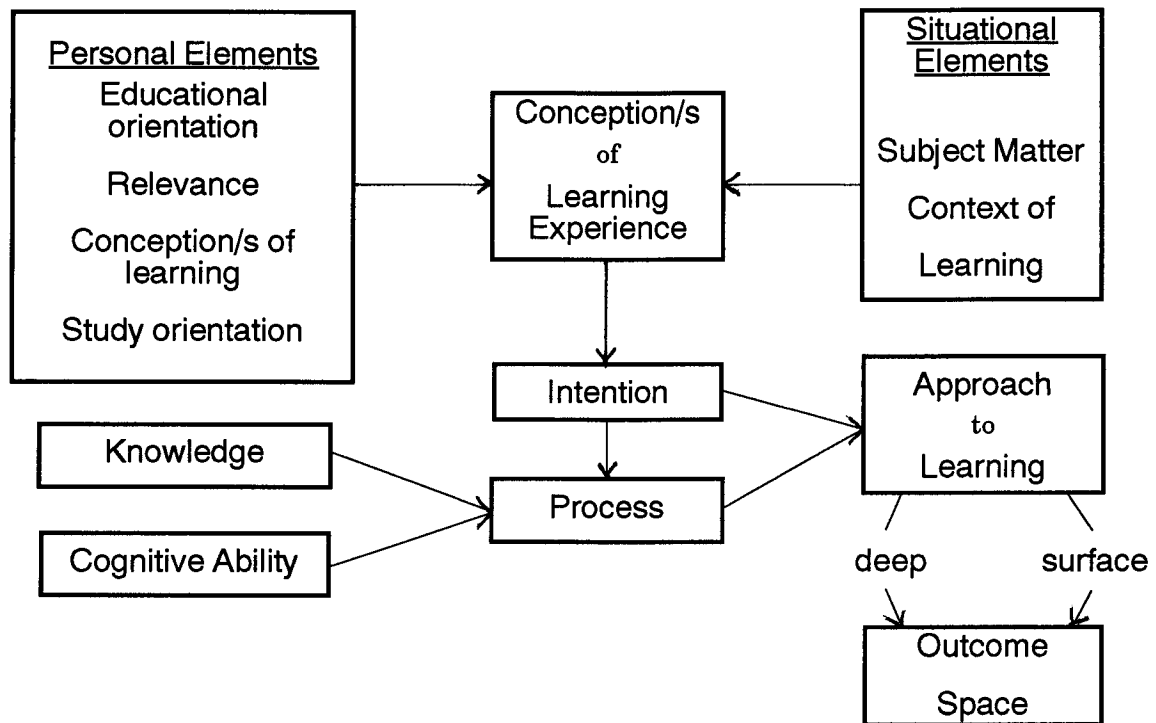 Personal Elements
Educational
orientation
Relevance
Conception/s of
learning
Study orientation
Conception/s
of
Learning
Experience
Situational
Elements
Subject Matter
Context of
Learning
Intention
Approach
to
Learning
Knowledge
Process
Cognitive Ability
deep
surface
Outcome
Space